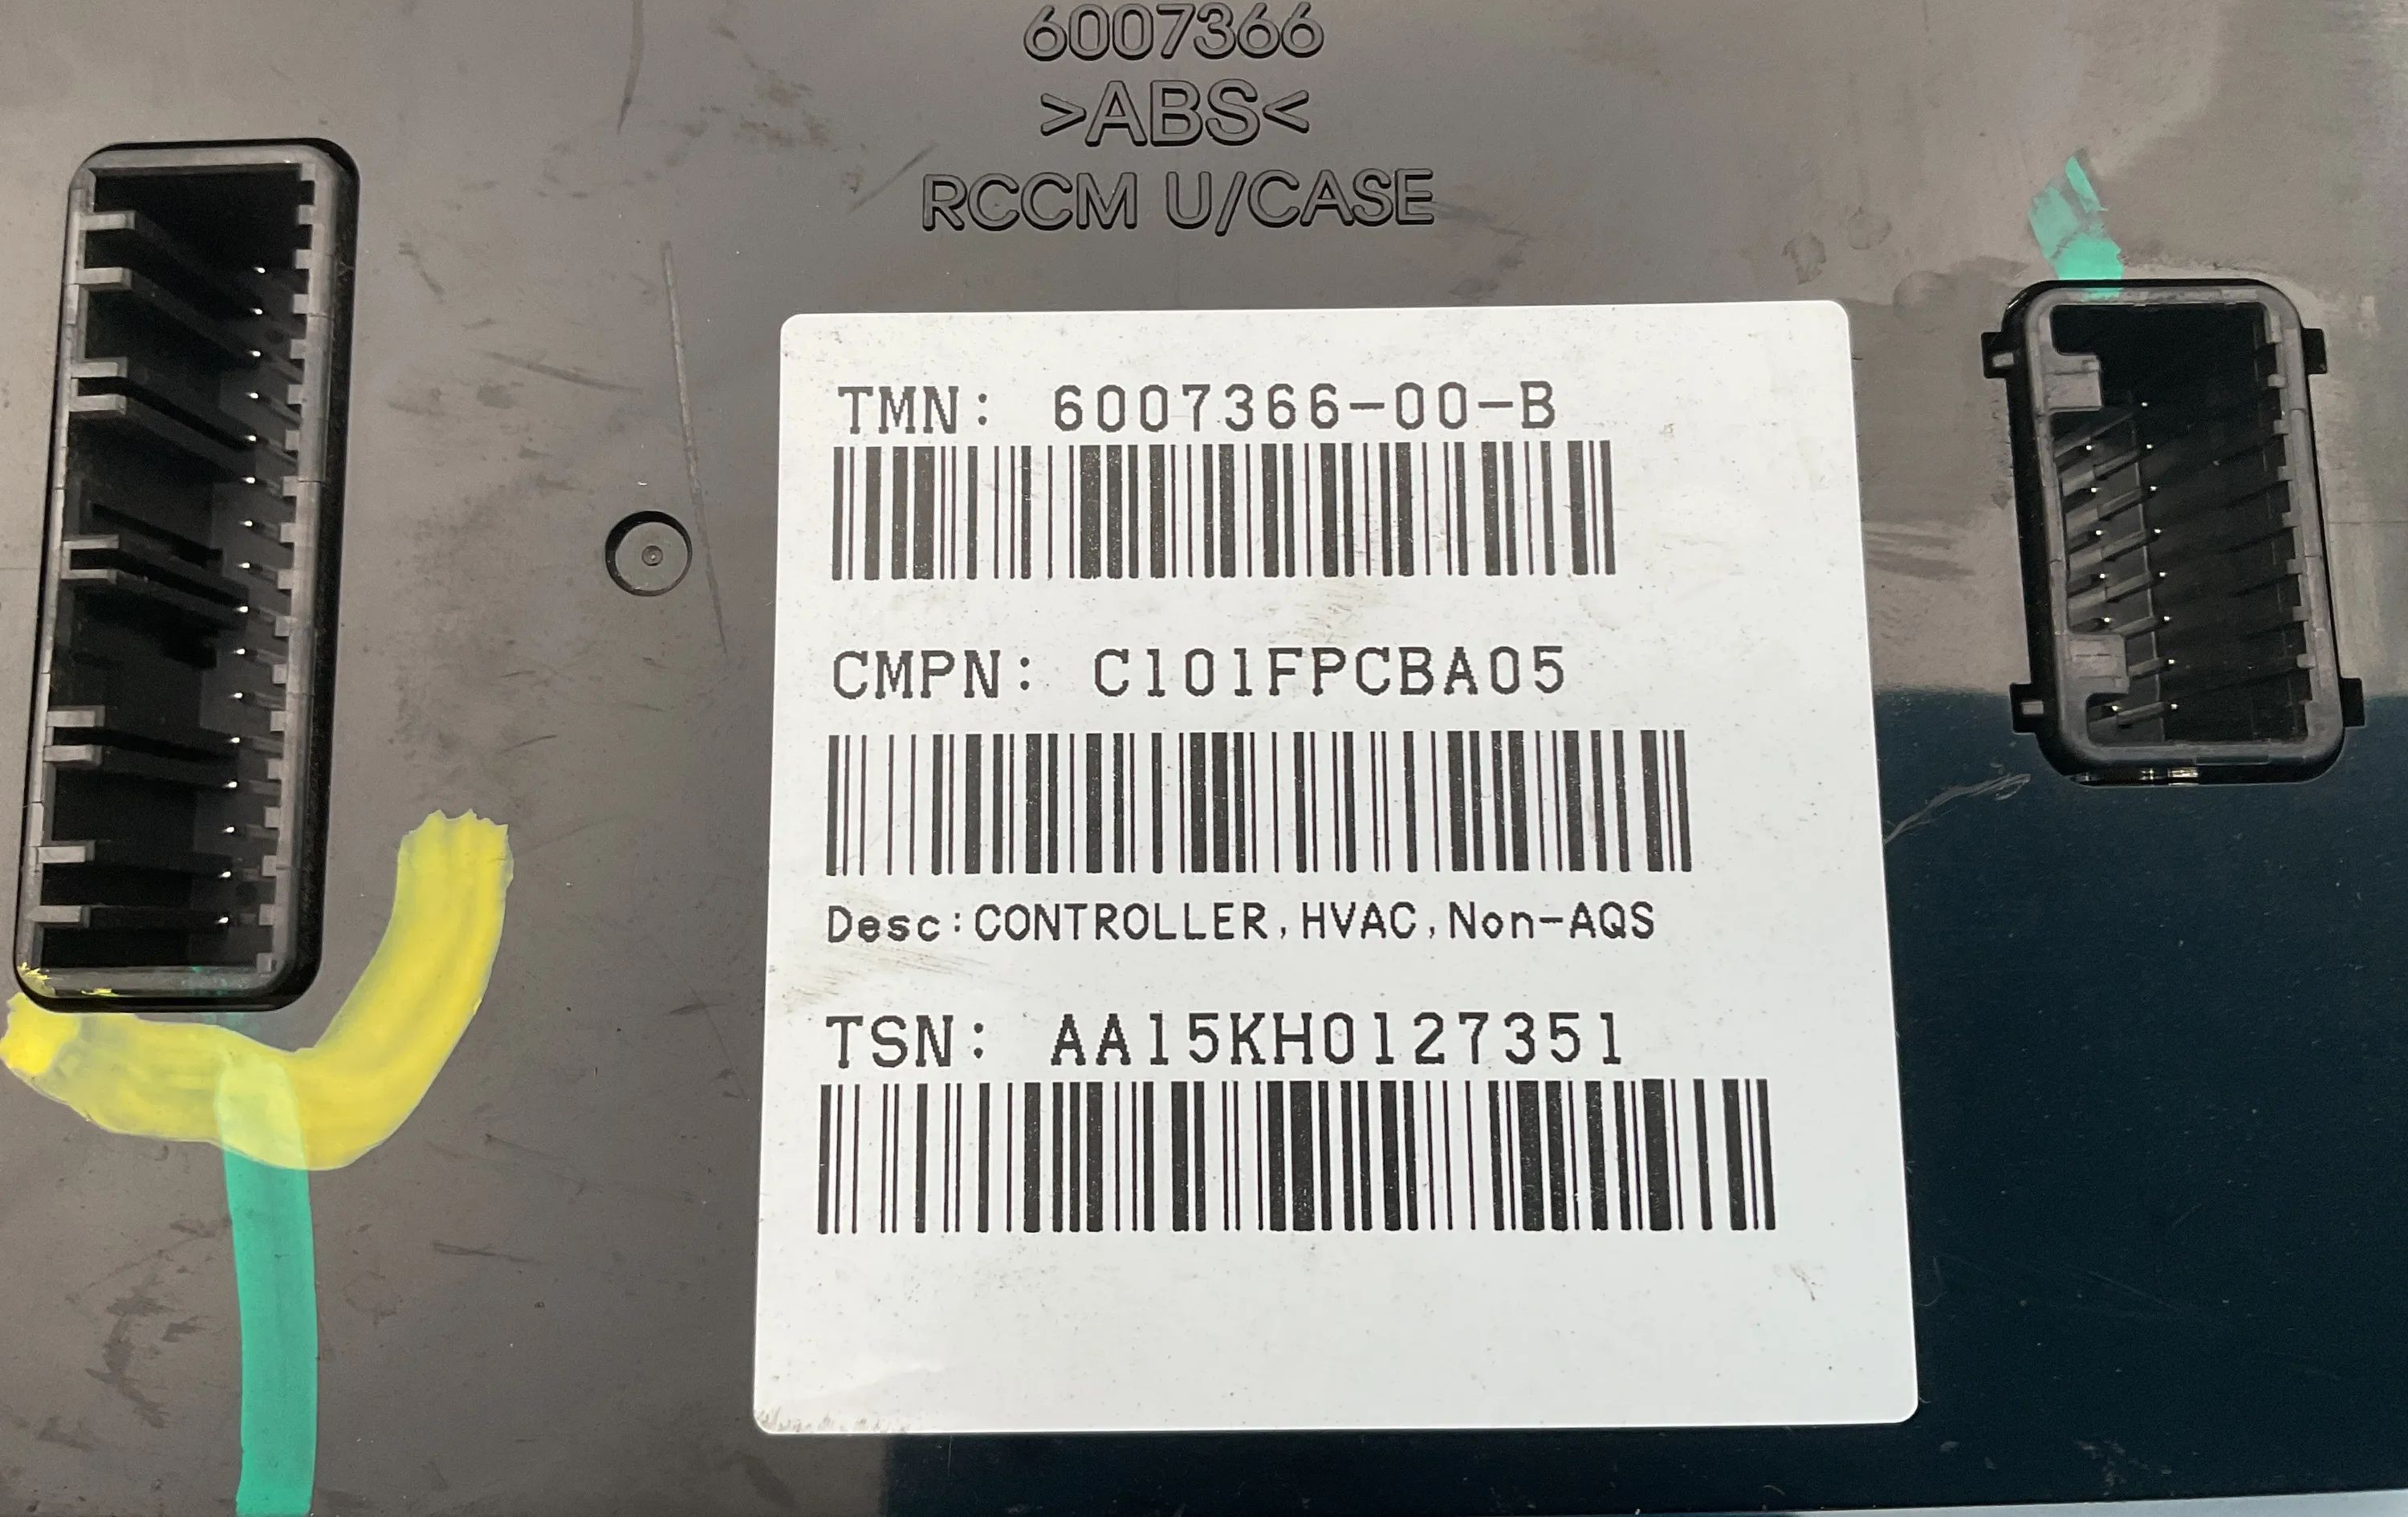 6007366
>ABS<
RCCM U/CASE
TMN: 6007366-00-B
CMPN: C101FPCBA05
Desc:CONTROLLER,HVAC,Non-AQS
TSN: AA15KH0127351